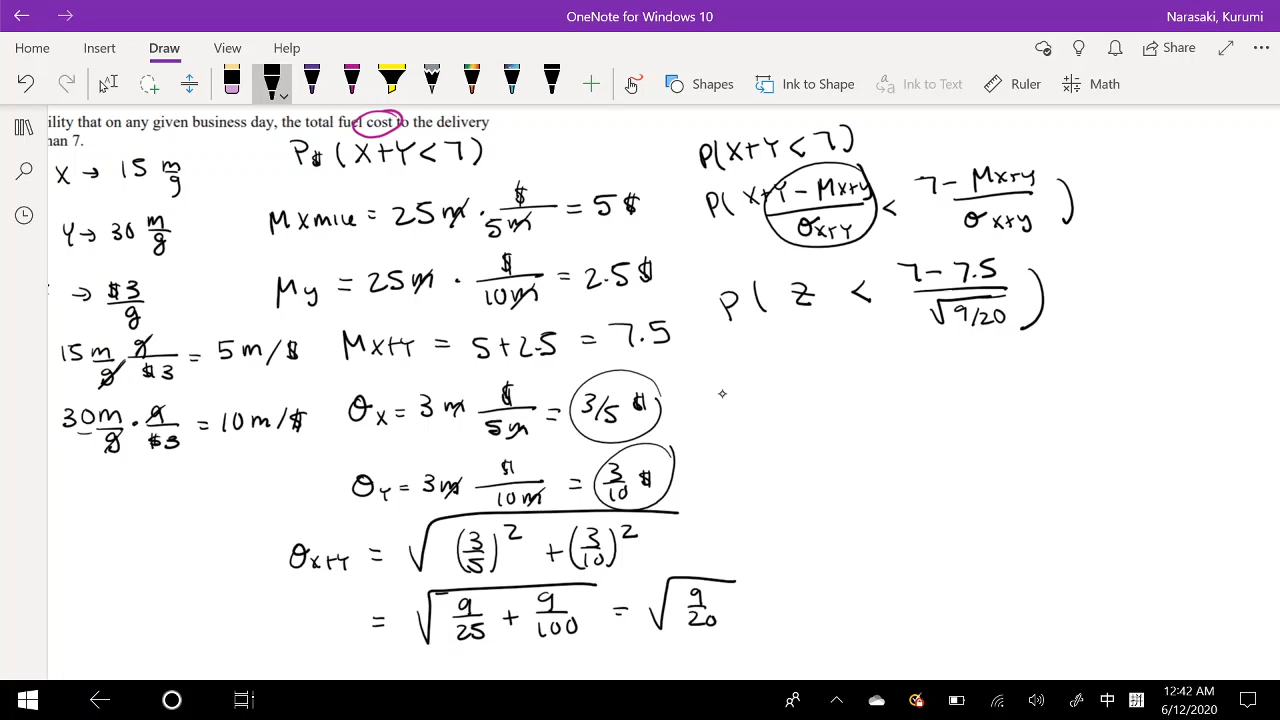 OneNote for Windows 10
Narasaki, Kurumi
Home Insert Draw View Help
Share
Shapes Ink to Shape Ink to Text Ruler Math
ility that on any given business day, the total fuel cost to the delivery
han 7.
X → 15 m/g
Y → 30 m/g
→ $3/g
15 m/g · g/$3 = 5 m/$
30 m/g · g/$3 = 10 m/$
P$ (X+Y < 7)
μ x mile = 25 m · $/5m = 5 $
μy = 25 m · $/10m = 2.5 $
μx+y = 5 + 2.5 = 7.5
σx = 3 m $/5m = 3/5 $
σy = 3 m $/10m = 3/10 $
σx+y = √(3/5)² + (3/10)²
= √9/25 + 9/100 = √9/20
P(X+Y < 7)
P( X+Y - μx+y / σx+y < 7 - μx+y / σx+y )
P( Z < 7 - 7.5 / √9/20 )
中
12:42 AM
6/12/2020